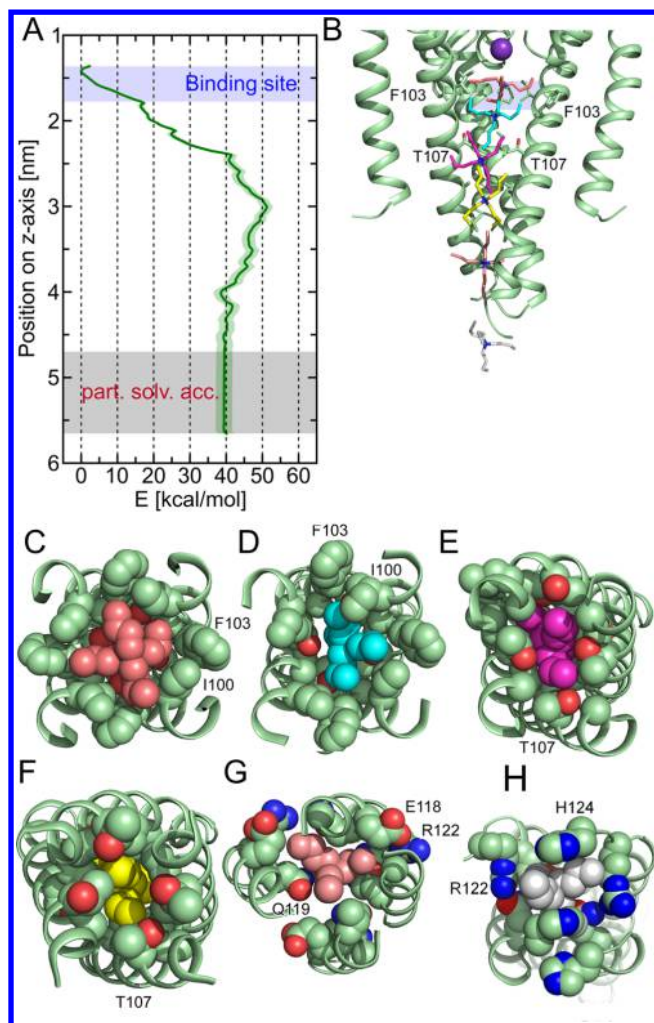 A
B
1
2
3
4
5
6
Position on z-axis [nm]
Binding site
part. solv. acc.
0 10 20 30 40 50 60
E [kcal/mol]
F103
F103
T107
T107
C
F103
I100
D
F103
I100
E
T107
F
T107
G
E118
R122
Q119
H
H124
R122